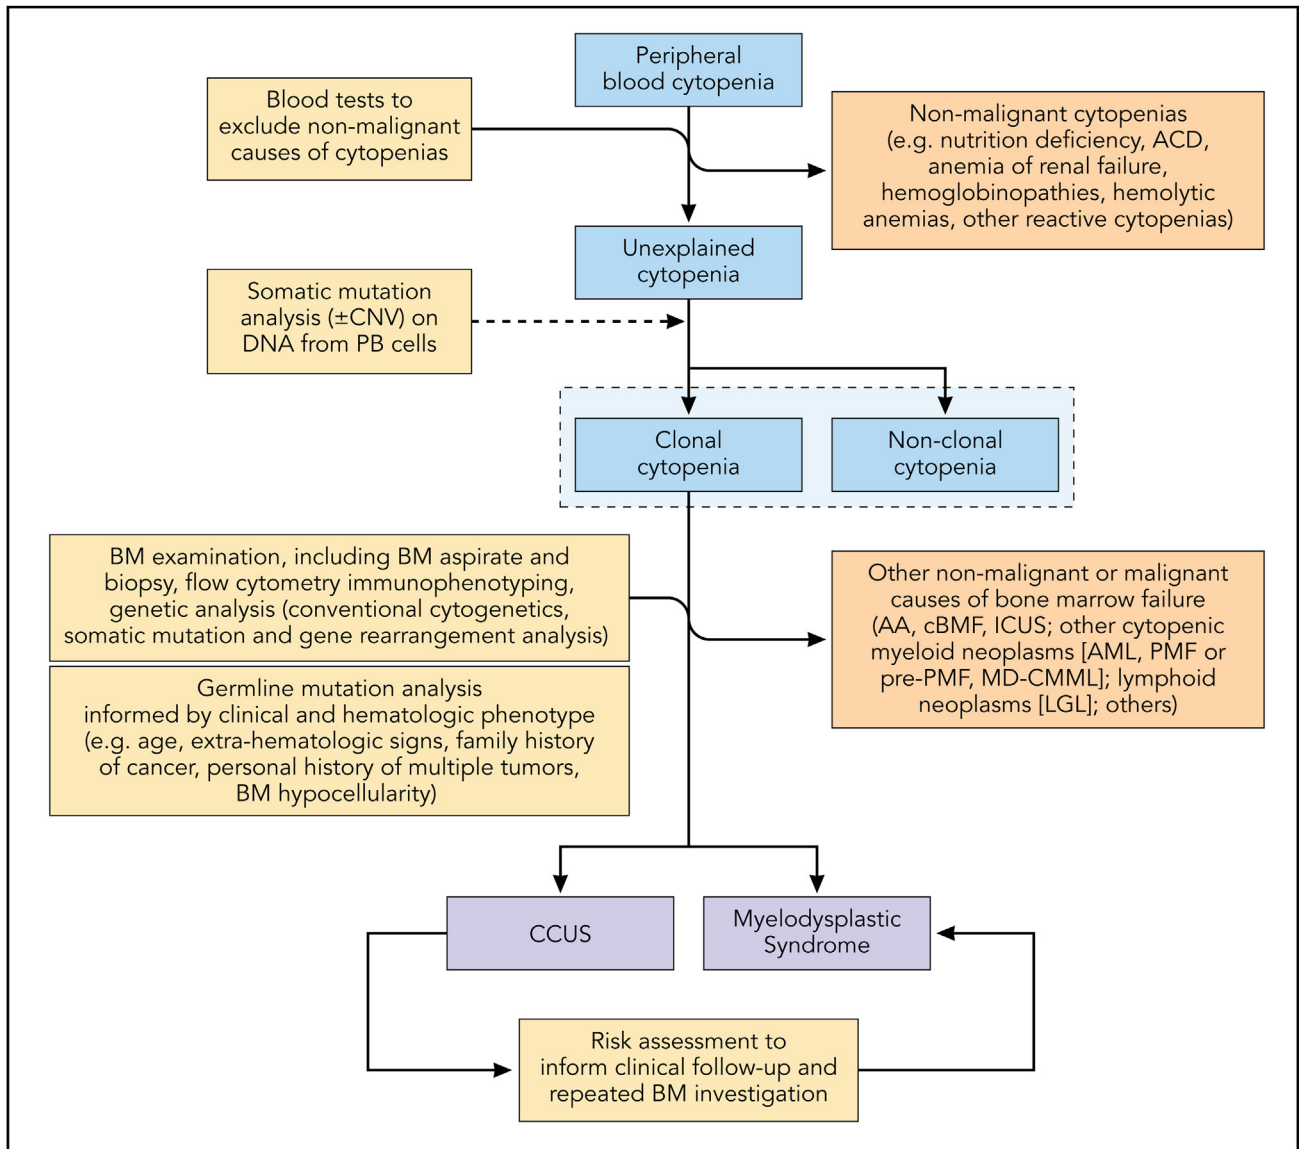 Peripheral
blood cytopenia
Blood tests to
exclude non-malignant
causes of cytopenias
Non-malignant cytopenias
(e.g. nutrition deficiency, ACD,
anemia of renal failure,
hemoglobinopathies, hemolytic
anemias, other reactive cytopenias)
Unexplained
cytopenia
Somatic mutation
analysis (±CNV) on
DNA from PB cells
Clonal
cytopenia
Non-clonal
cytopenia
BM examination, including BM aspirate and
biopsy, flow cytometry immunophenotyping,
genetic analysis (conventional cytogenetics,
somatic mutation and gene rearrangement analysis)
Other non-malignant or malignant
causes of bone marrow failure
(AA, cBMF, ICUS; other cytopenic
myeloid neoplasms [AML, PMF or
pre-PMF, MD-CMML]; lymphoid
neoplasms [LGL]; others)
Germline mutation analysis
informed by clinical and hematologic phenotype
(e.g. age, extra-hematologic signs, family history
of cancer, personal history of multiple tumors,
BM hypocellularity)
CCUS
Myelodysplastic
Syndrome
Risk assessment to
inform clinical follow-up and
repeated BM investigation